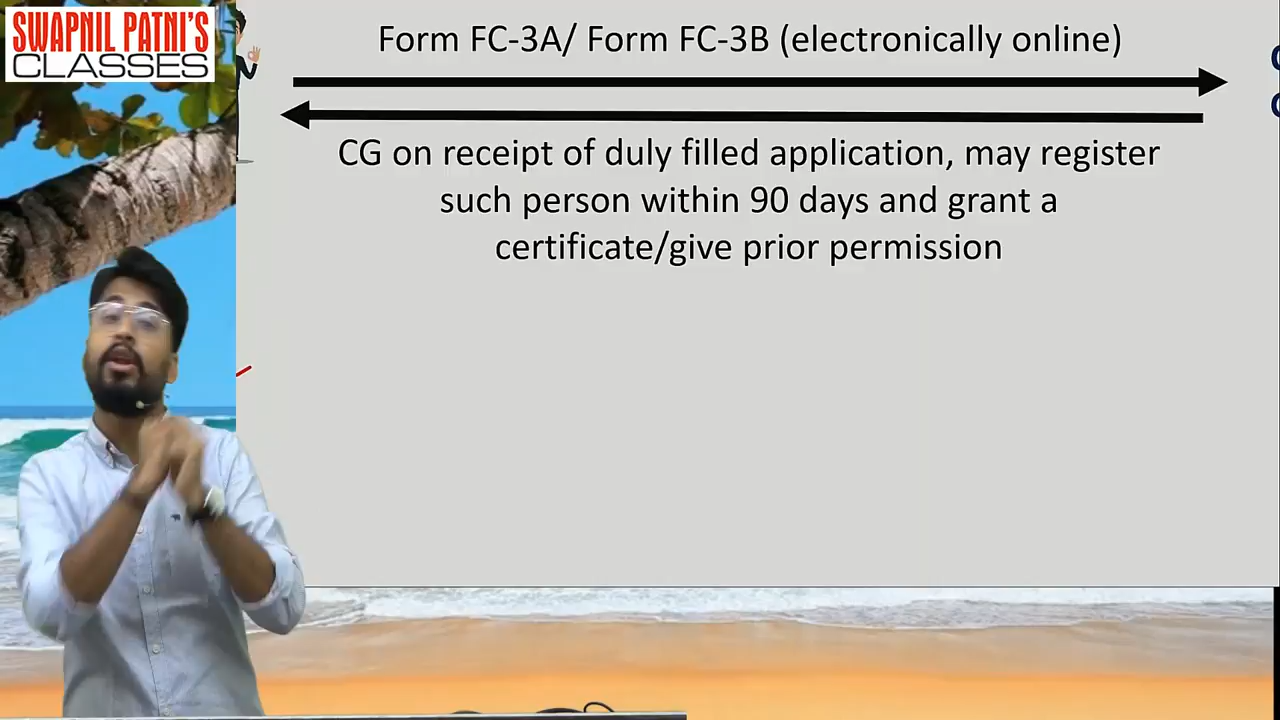 SWAPNIL PATNI'S
CLASSES
Form FC-3A/ Form FC-3B (electronically online)
CG on receipt of duly filled application, may register
such person within 90 days and grant a
certificate/give prior permission